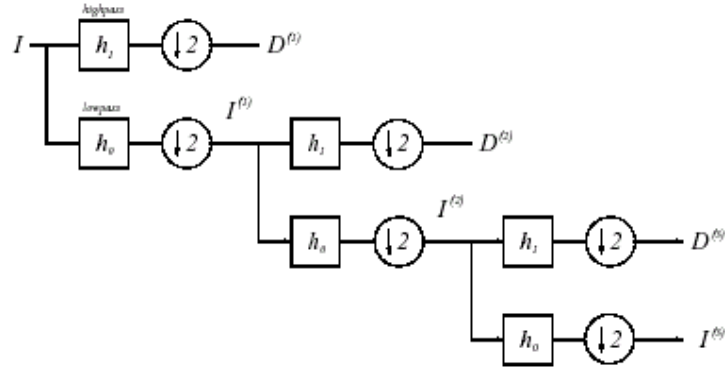 highpass
I h₁ ↓2 D⁽¹⁾
lowpass
h₀ ↓2 I⁽¹⁾ h₁ ↓2 D⁽²⁾
h₀ ↓2 I⁽²⁾ h₁ ↓2 D⁽³⁾
h₀ ↓2 I⁽³⁾